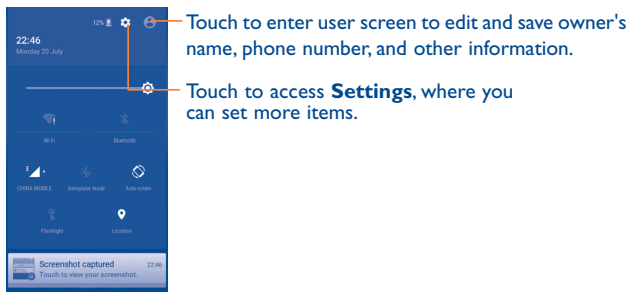 12%
22:46
Monday 20 July
Touch to enter user screen to edit and save owner's
name, phone number, and other information.
Touch to access Settings, where you
can set more items.
Wi-Fi
Bluetooth
E
CHINA MOBILE
Aeroplane mode
Auto-rotate
Flashlight
Location
Screenshot captured
22:46
Touch to view your screenshot.